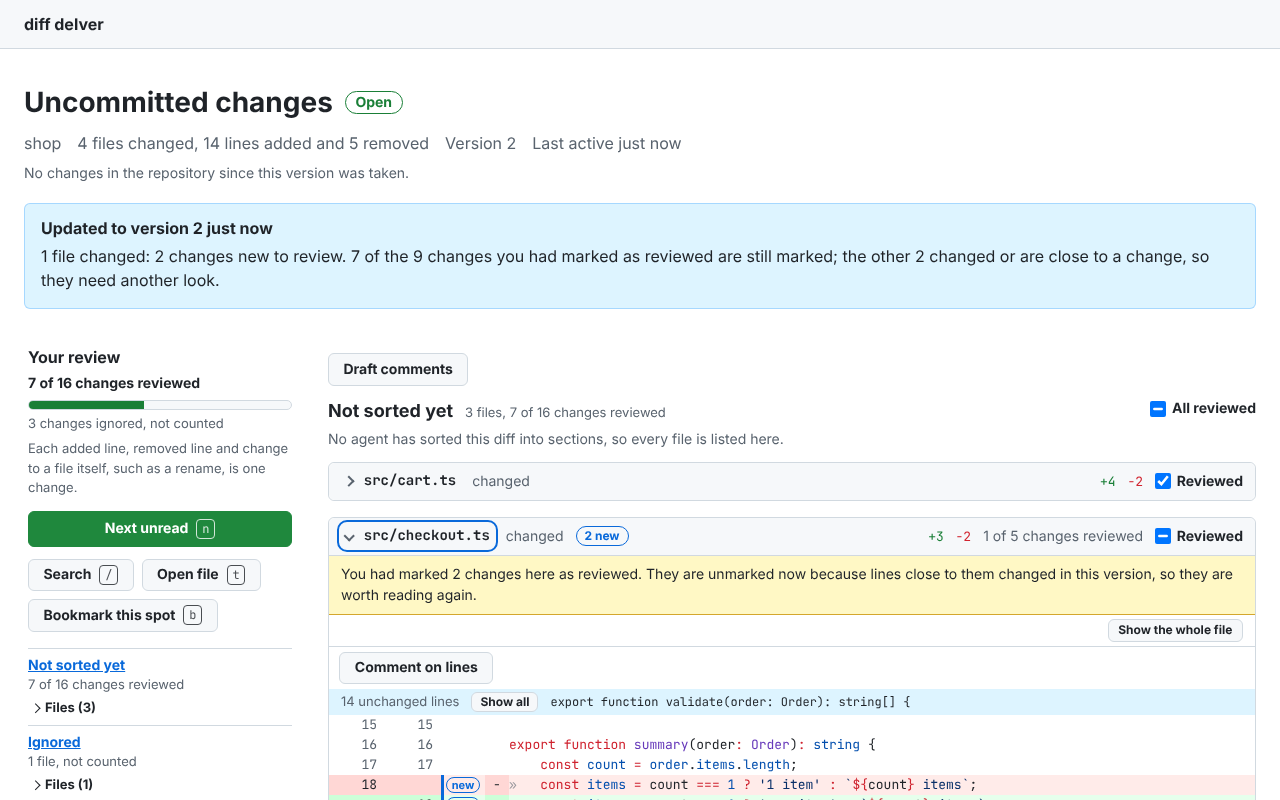 diff delver
Uncommitted changes Open
shop 4 files changed, 14 lines added and 5 removed Version 2 Last active just now
No changes in the repository since this version was taken.
Updated to version 2 just now
1 file changed: 2 changes new to review. 7 of the 9 changes you had marked as reviewed are still marked; the other 2 changed or are close to a change, so
they need another look.
Your review
7 of 16 changes reviewed
3 changes ignored, not counted
Each added line, removed line and change
to a file itself, such as a rename, is one
change.
Next unread n
Search / Open file t
Bookmark this spot b
Not sorted yet
7 of 16 changes reviewed
Files (3)
Ignored
1 file, not counted
Files (1)
Draft comments
Not sorted yet 3 files, 7 of 16 changes reviewed All reviewed
No agent has sorted this diff into sections, so every file is listed here.
src/cart.ts changed +4 -2 Reviewed
src/checkout.ts changed 2 new +3 -2 1 of 5 changes reviewed Reviewed
You had marked 2 changes here as reviewed. They are unmarked now because lines close to them changed in this version, so they are
worth reading again.
Show the whole file
Comment on lines
14 unchanged lines Show all export function validate(order: Order): string[] {
15 15
16 16 export function summary(order: Order): string {
17 17 const count = order.items.length;
18 new - » const items = count === 1 ? '1 item' : `${count} items`;